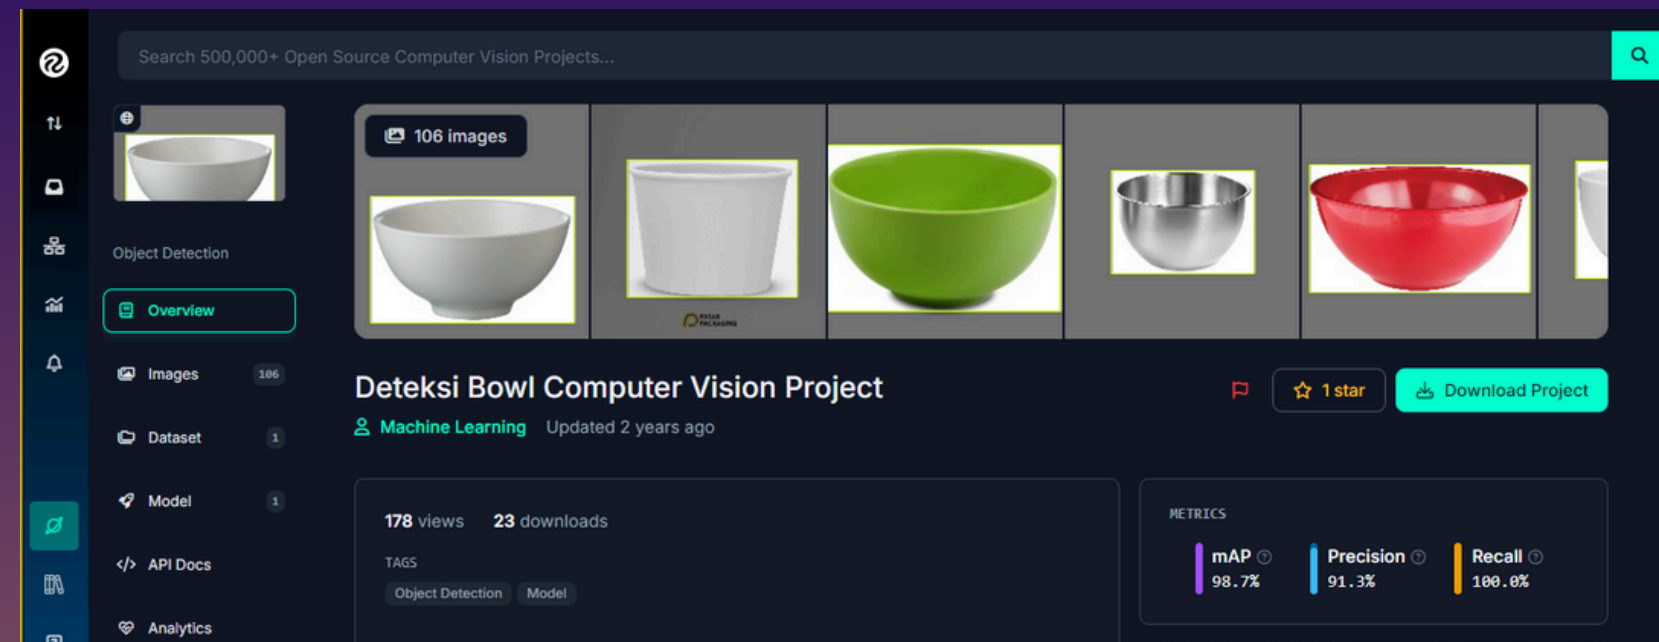 Search 500,000+ Open Source Computer Vision Projects...
106 images
PASAR
PACKAGING
Object Detection
Overview
Images 106
Dataset 1
Model 1
API Docs
Analytics
Deteksi Bowl Computer Vision Project
1 star
Download Project
Machine Learning Updated 2 years ago
178 views 23 downloads
TAGS
Object Detection Model
METRICS
mAP Precision Recall
98.7% 91.3% 100.0%